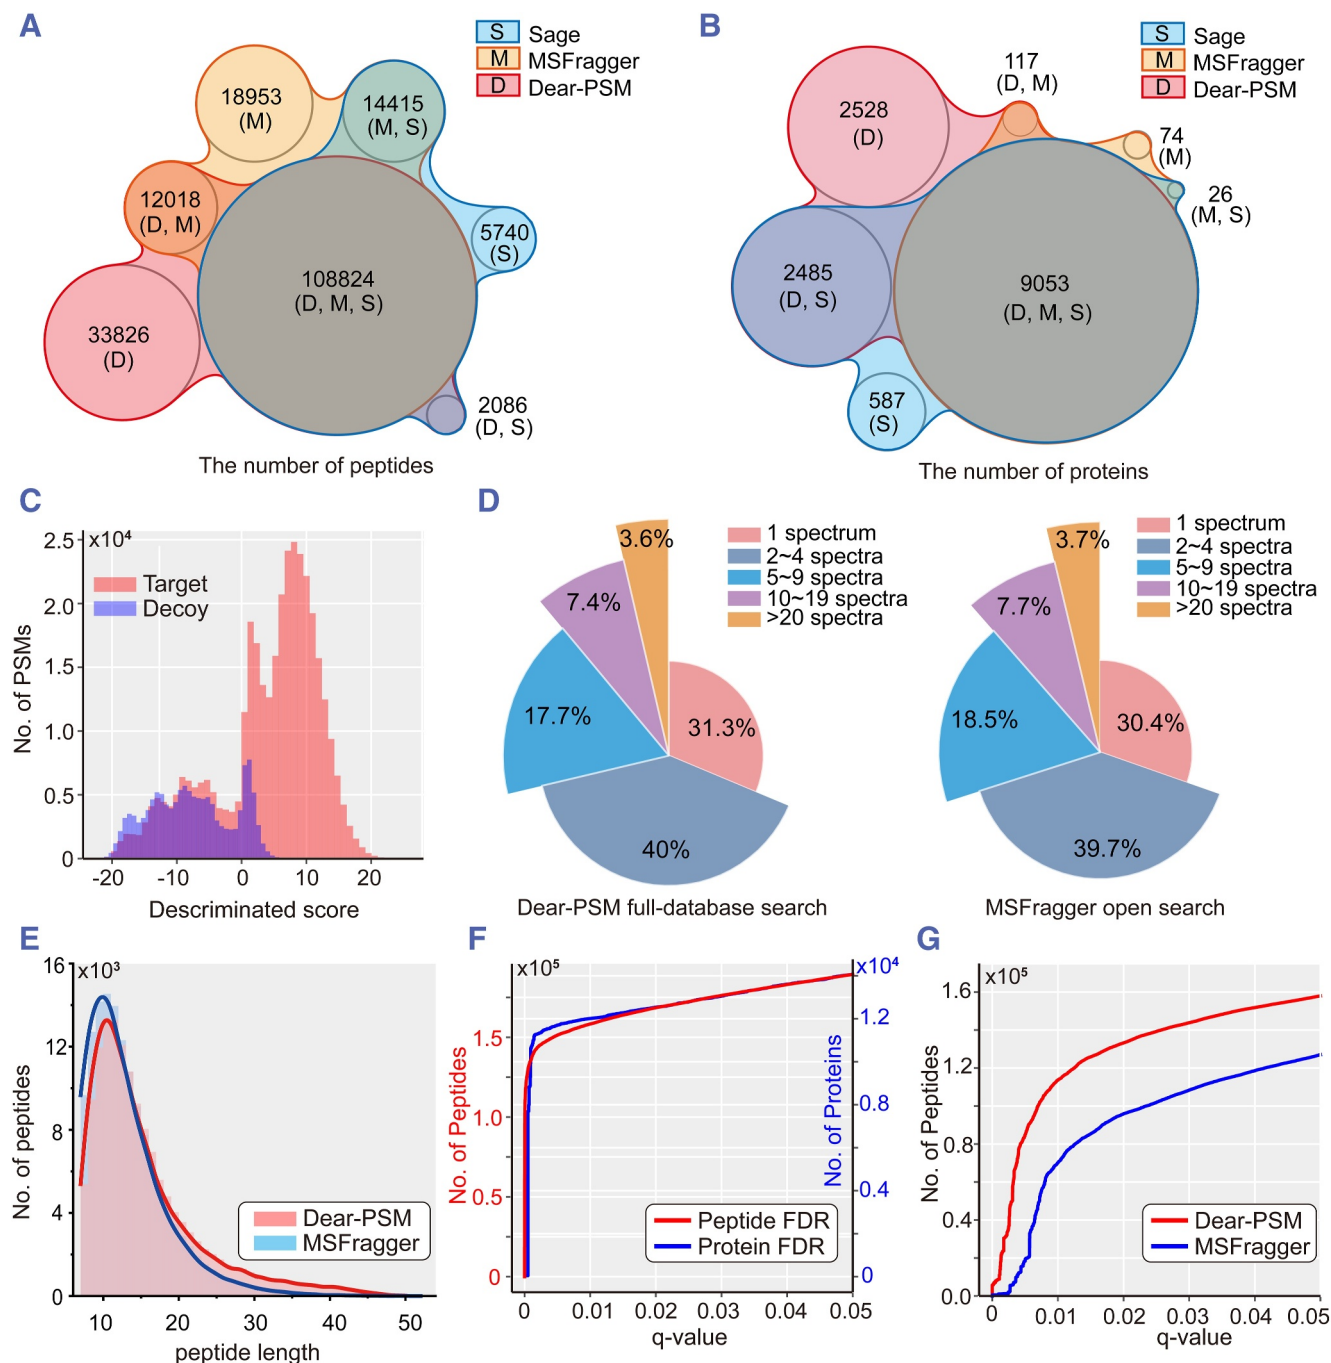 A
S Sage
M MSFragger
D Dear-PSM
18953
(M)
14415
(M, S)
12018
(D, M)
5740
(S)
108824
(D, M, S)
33826
(D)
2086
(D, S)
The number of peptides
B
S Sage
M MSFragger
D Dear-PSM
117
(D, M)
2528
(D)
74
(M)
26
(M, S)
2485
(D, S)
9053
(D, M, S)
587
(S)
The number of proteins
C
x10⁴
2.5
2.0
1.5
1.0
0.5
0
No. of PSMs
Target
Decoy
-20 -10 0 10 20
Descriminated score
D
3.6%
7.4%
17.7%
31.3%
40%
1 spectrum
2~4 spectra
5~9 spectra
10~19 spectra
>20 spectra
Dear-PSM full-database search
3.7%
7.7%
18.5%
30.4%
39.7%
1 spectrum
2~4 spectra
5~9 spectra
10~19 spectra
>20 spectra
MSFragger open search
E
x10³
16
12
8
4
0
No. of peptides
Dear-PSM
MSFragger
10 20 30 40 50
peptide length
F
x10⁵
1.5
1.0
0.5
0
No. of Peptides
x10⁴
1.2
0.8
0.4
0
No. of Proteins
Peptide FDR
Protein FDR
0 0.01 0.02 0.03 0.04 0.05
q-value
G
x10⁵
1.6
1.2
0.8
0.4
0.0
No. of Peptides
Dear-PSM
MSFragger
0 0.01 0.02 0.03 0.04 0.05
q-value